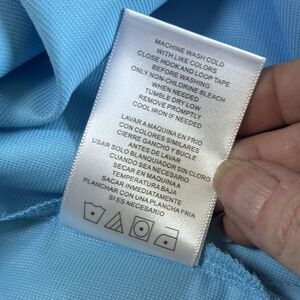 MACHINE WASH COLD
WITH LIKE COLORS
CLOSE HOOK AND LOOP TAPE
BEFORE WASHING
ONLY NON-CHLORINE BLEACH
WHEN NEEDED
TUMBLE DRY LOW
REMOVE PROMPTLY
COOL IRON IF NEEDED
LAVAR A MAQUINA EN FRIO
CON COLORES SIMILARES
CIERRE GANCHO Y BUCLE
ANTES DE LAVAR
USAR SOLO BLANQUADOR SIN CLORO
CUANDO SEA NECESARIO
SECAR EN MAQUINA A
TEMPERATURA BAJA
SACAR INMEDIATAMENTE
PLANCHAR CON UNA PLANCHA FRIA
SI ES NECESARIO